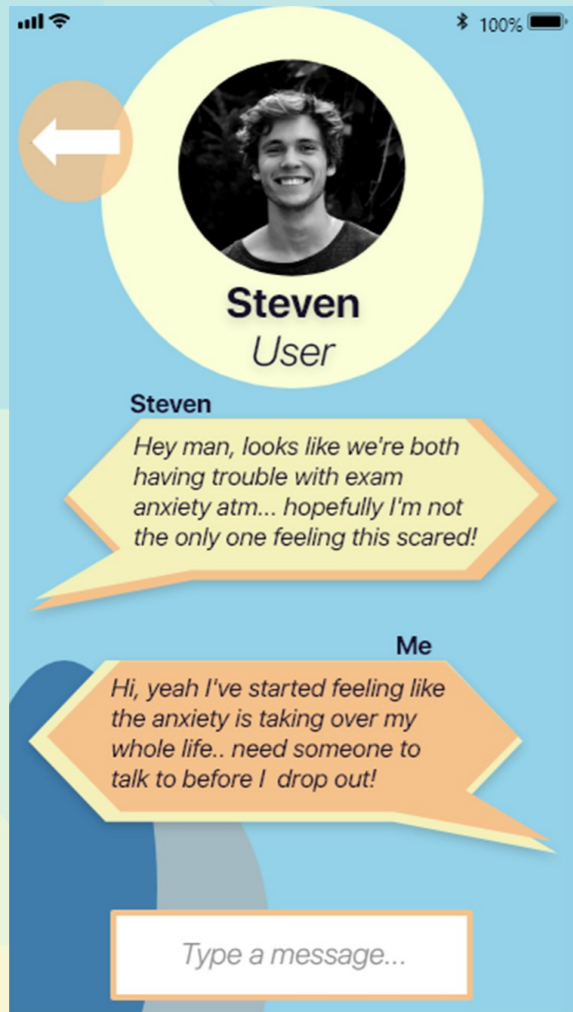 100%
Steven
User
Steven
Hey man, looks like we're both
having trouble with exam
anxiety atm... hopefully I'm not
the only one feeling this scared!
Me
Hi, yeah I've started feeling like
the anxiety is taking over my
whole life.. need someone to
talk to before I  drop out!
Type a message...